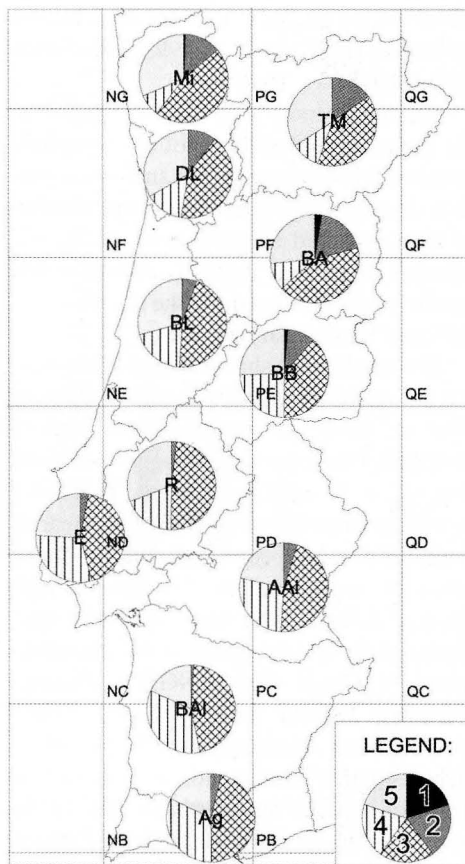 Mi
NG PG QG
TM
DL
NF PF QF
BA
BL
BB
NE PE QE
R
E
ND PD QD
AAl
NC PC QC
BAl
LEGEND:
5 1
4 3 2
Ag
NB PB